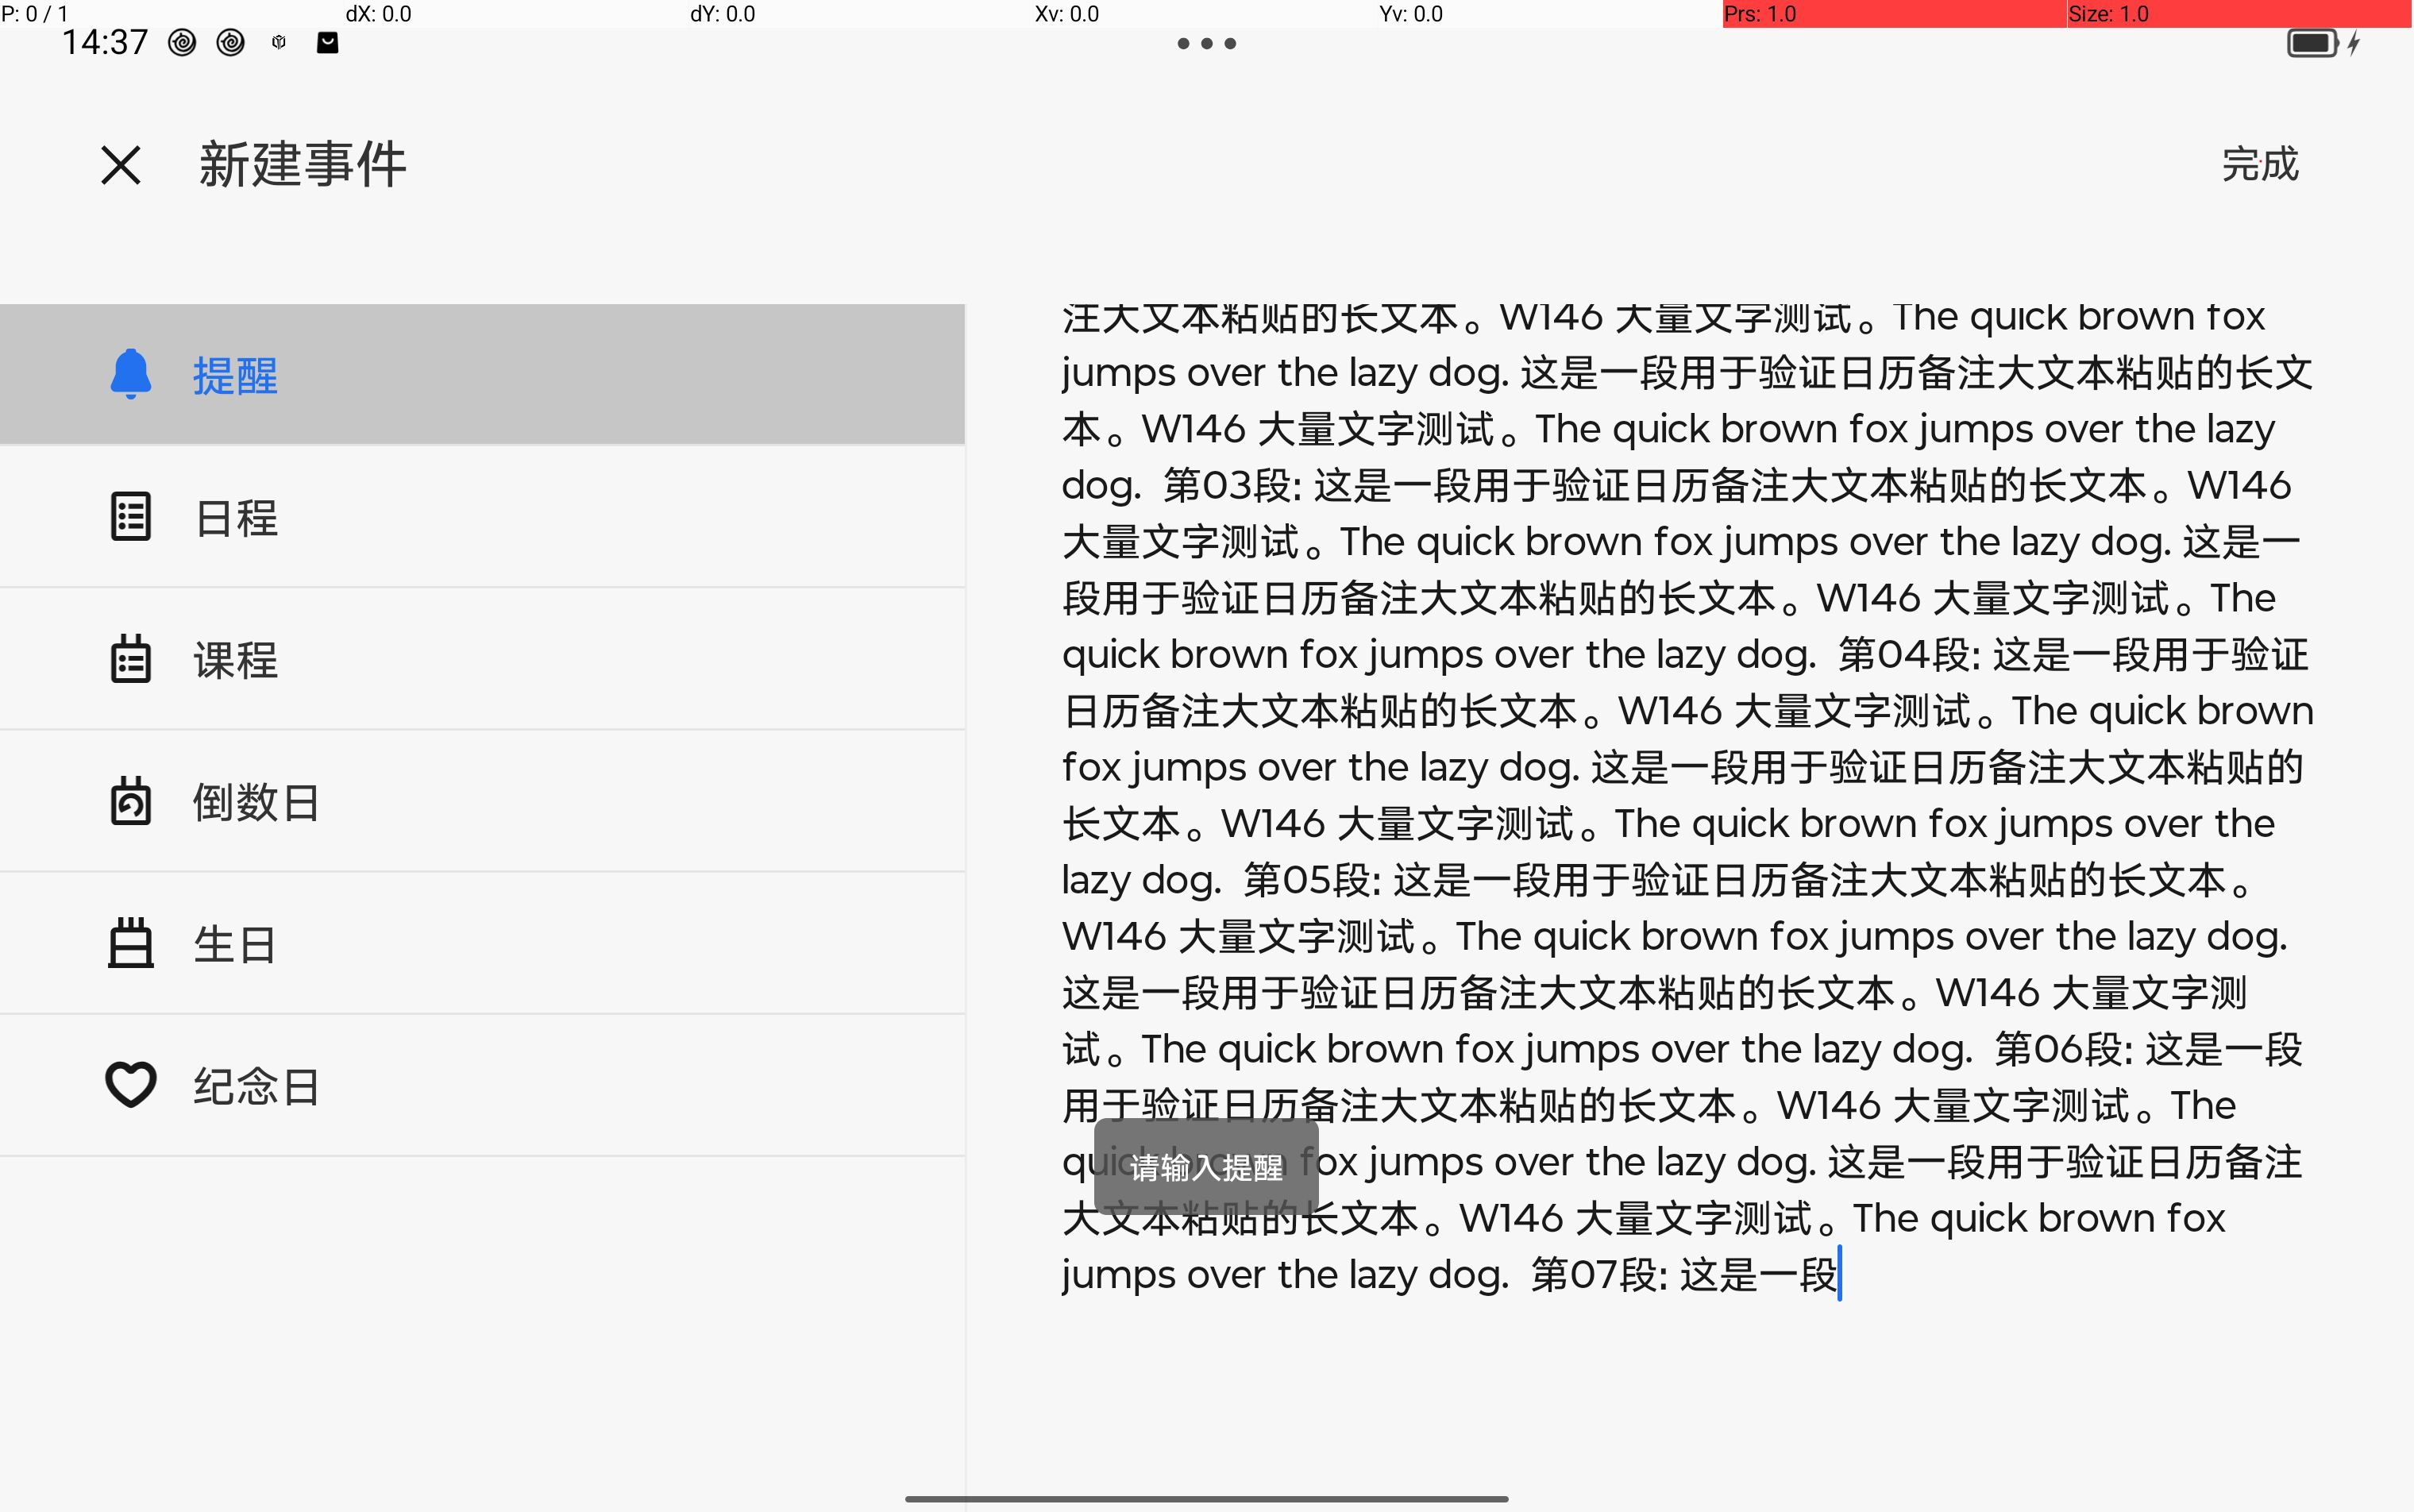 P: 0 / 1 dX: 0.0 dY: 0.0 Xv: 0.0 Yv: 0.0 Prs: 1.0 Size: 1.0
14:37
新建事件
完成
提醒
日程
课程
倒数日
生日
纪念日
注大文本粘贴的长文本。W146 大量文字测试。The quick brown fox
jumps over the lazy dog. 这是一段用于验证日历备注大文本粘贴的长文
本。W146 大量文字测试。The quick brown fox jumps over the lazy
dog. 第03段: 这是一段用于验证日历备注大文本粘贴的长文本。W146
大量文字测试。The quick brown fox jumps over the lazy dog. 这是一
段用于验证日历备注大文本粘贴的长文本。W146 大量文字测试。The
quick brown fox jumps over the lazy dog. 第04段: 这是一段用于验证
日历备注大文本粘贴的长文本。W146 大量文字测试。The quick brown
fox jumps over the lazy dog. 这是一段用于验证日历备注大文本粘贴的
长文本。W146 大量文字测试。The quick brown fox jumps over the
lazy dog. 第05段: 这是一段用于验证日历备注大文本粘贴的长文本。
W146 大量文字测试。The quick brown fox jumps over the lazy dog.
这是一段用于验证日历备注大文本粘贴的长文本。W146 大量文字测
试。The quick brown fox jumps over the lazy dog. 第06段: 这是一段
用于验证日历备注大文本粘贴的长文本。W146 大量文字测试。The
quick brown fox jumps over the lazy dog. 这是一段用于验证日历备注
大文本粘贴的长文本。W146 大量文字测试。The quick brown fox
jumps over the lazy dog. 第07段: 这是一段
请输入提醒